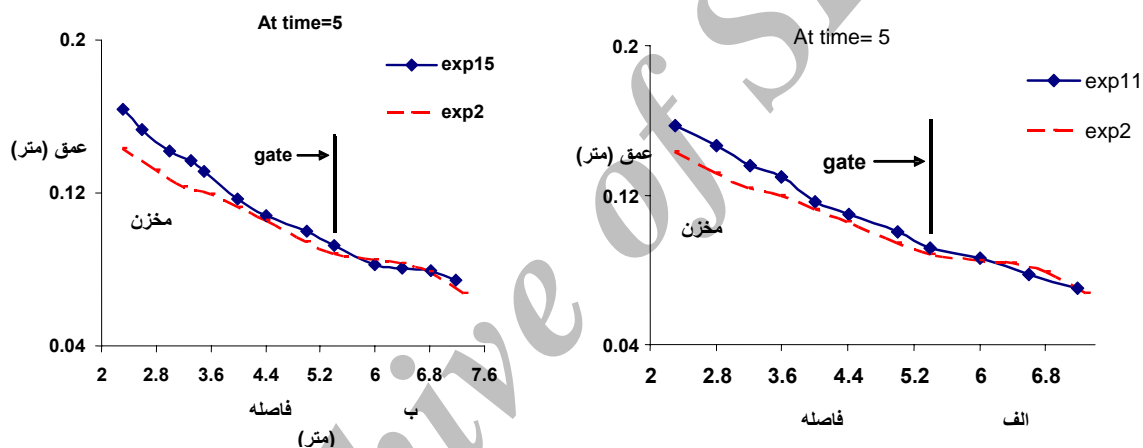 At time=5
0.2
exp15
exp2
عمق (متر)
gate
0.12
مخزن
0.04
2 2.8 3.6 4.4 5.2 6 6.8 7.6
فاصله
ب
(متر)
At time= 5
0.2
exp11
exp2
عمق (متر)
gate
0.12
مخزن
0.04
2 2.8 3.6 4.4 5.2 6 6.8
فاصله
الف
hive of S